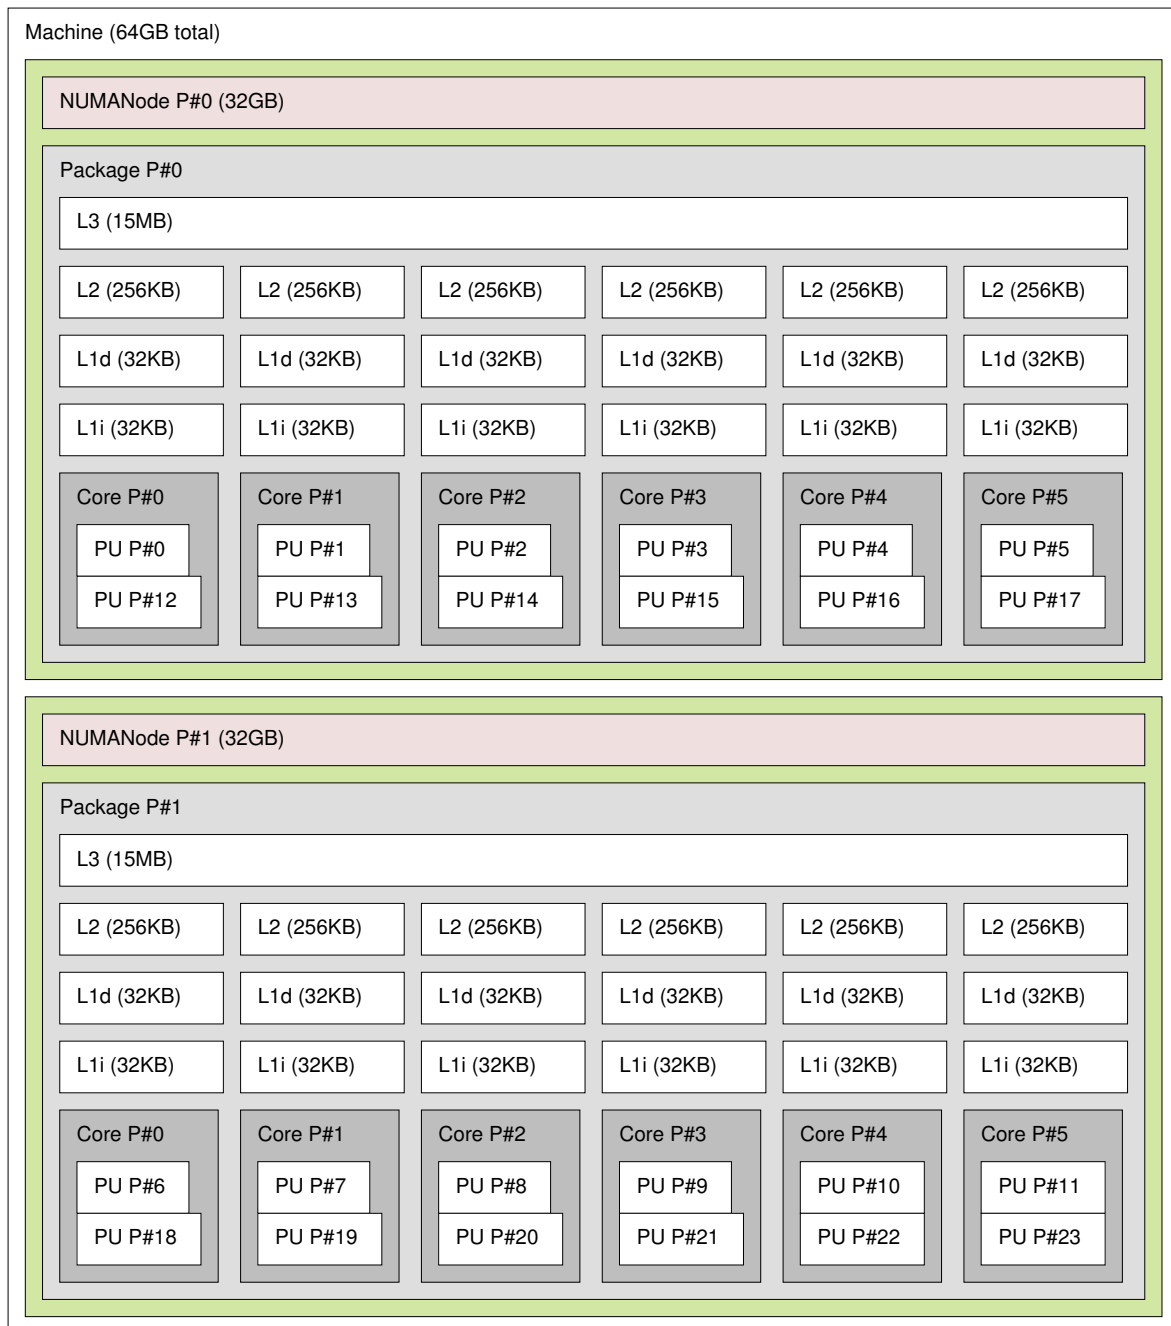 Machine (64GB total)
NUMANode P#0 (32GB)
Package P#0
L3 (15MB)
L2 (256KB) L2 (256KB) L2 (256KB) L2 (256KB) L2 (256KB) L2 (256KB)
L1d (32KB) L1d (32KB) L1d (32KB) L1d (32KB) L1d (32KB) L1d (32KB)
L1i (32KB) L1i (32KB) L1i (32KB) L1i (32KB) L1i (32KB) L1i (32KB)
Core P#0 Core P#1 Core P#2 Core P#3 Core P#4 Core P#5
PU P#0 PU P#1 PU P#2 PU P#3 PU P#4 PU P#5
PU P#12 PU P#13 PU P#14 PU P#15 PU P#16 PU P#17
NUMANode P#1 (32GB)
Package P#1
L3 (15MB)
L2 (256KB) L2 (256KB) L2 (256KB) L2 (256KB) L2 (256KB) L2 (256KB)
L1d (32KB) L1d (32KB) L1d (32KB) L1d (32KB) L1d (32KB) L1d (32KB)
L1i (32KB) L1i (32KB) L1i (32KB) L1i (32KB) L1i (32KB) L1i (32KB)
Core P#0 Core P#1 Core P#2 Core P#3 Core P#4 Core P#5
PU P#6 PU P#7 PU P#8 PU P#9 PU P#10 PU P#11
PU P#18 PU P#19 PU P#20 PU P#21 PU P#22 PU P#23